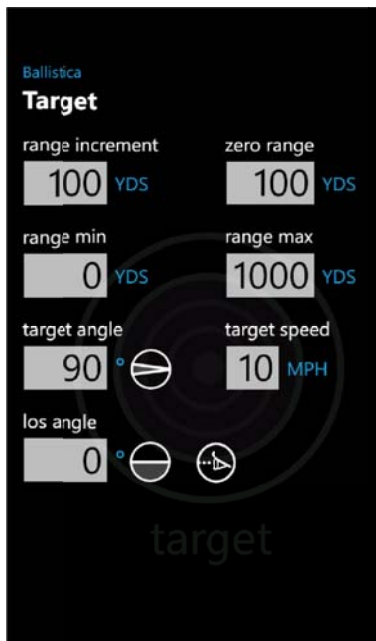 Ballistica
Target
range increment zero range
100 YDS 100 YDS
range min range max
0 YDS 1000 YDS
target angle target speed
90 ° 10 MPH
los angle
0 °
target